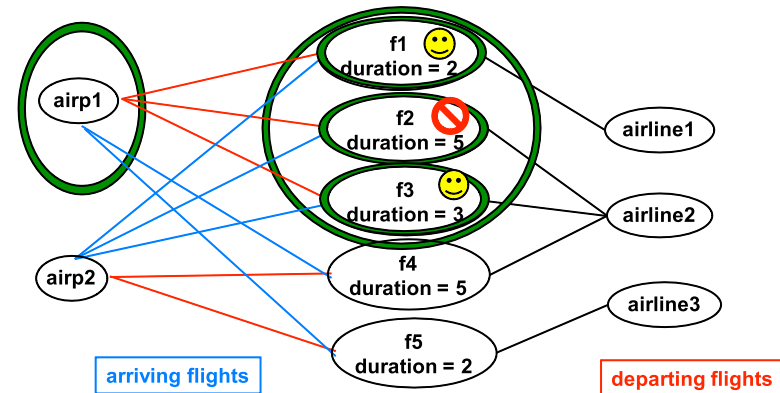 f1
duration = 2
airp1
f2
duration = 5
airline1
f3
duration = 3
airline2
airp2
f4
duration = 5
airline3
f5
duration = 2
arriving flights
departing flights